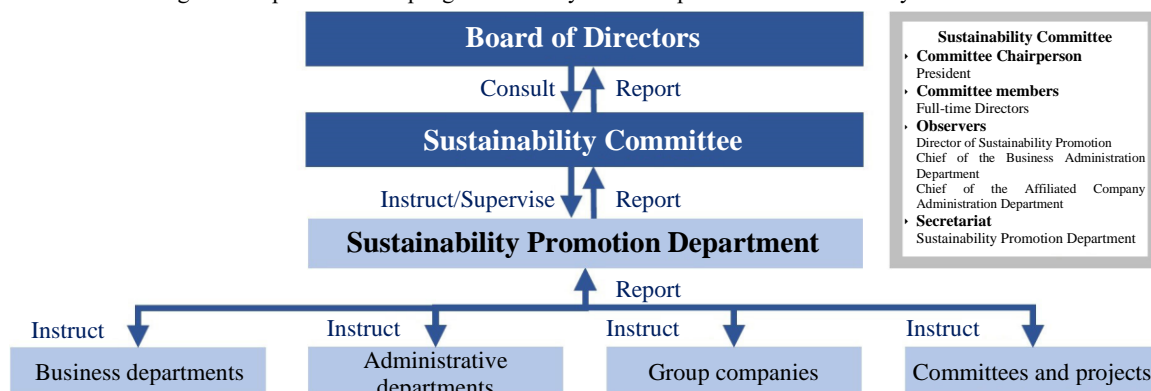 Board of Directors
Consult
Report
Sustainability Committee
Instruct/Supervise
Report
Sustainability Promotion Department
Report
Instruct
Instruct
Instruct
Instruct
Business departments
Administrative
departments
Group companies
Committees and projects
Sustainability Committee
Committee Chairperson
President
Committee members
Full-time Directors
Observers
Director of Sustainability Promotion
Chief of the Business Administration
Department
Chief of the Affiliated Company
Administration Department
Secretariat
Sustainability Promotion Department